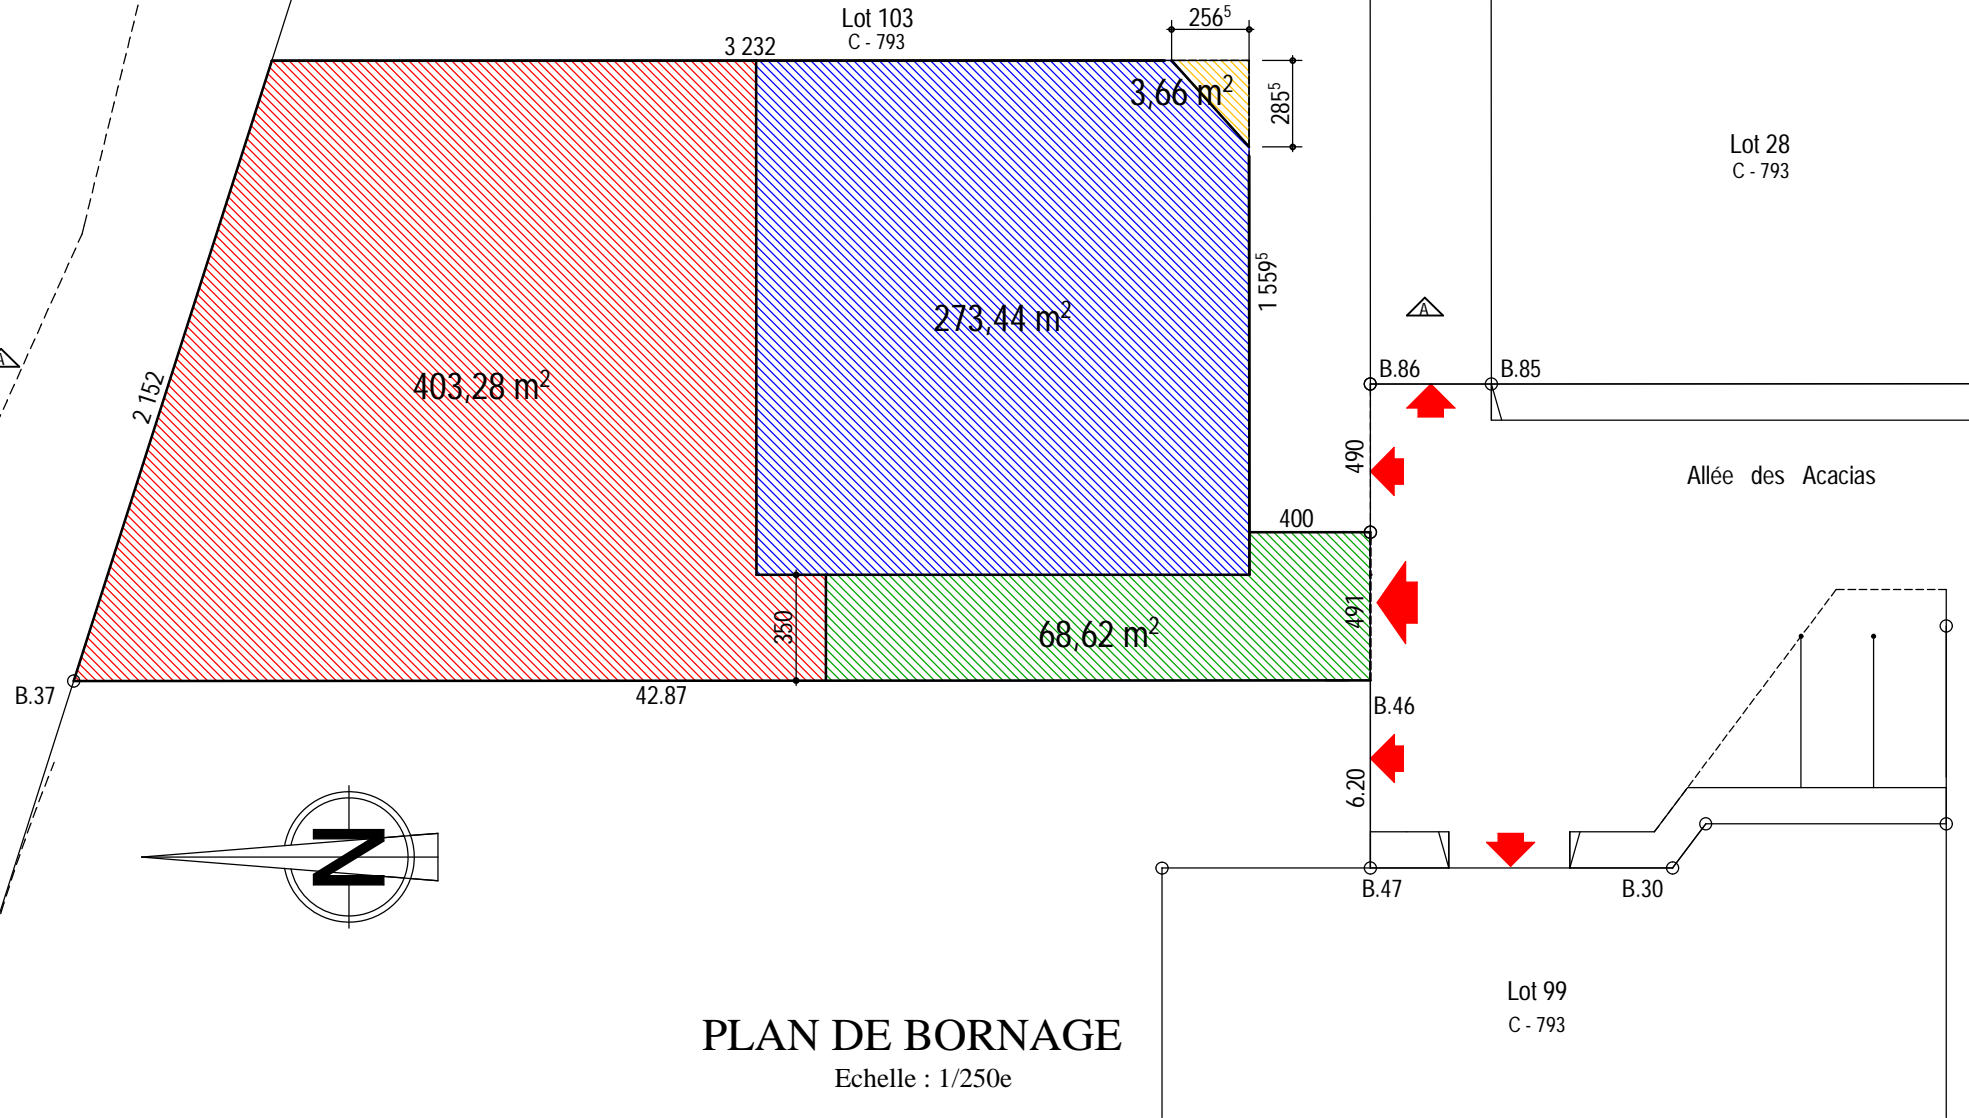 Lot 103
C - 793
256⁵
3 232
3,66 m²
285⁵
Lot 28
C - 793
1 559⁵
273,44 m²
A
A
403,28 m²
2 152
B.86
B.85
490
Allée des Acacias
400
350
491
68,62 m²
B.37
42.87
B.46
6.20
N
B.47
B.30
Lot 99
C - 793
PLAN DE BORNAGE
Echelle : 1/250e